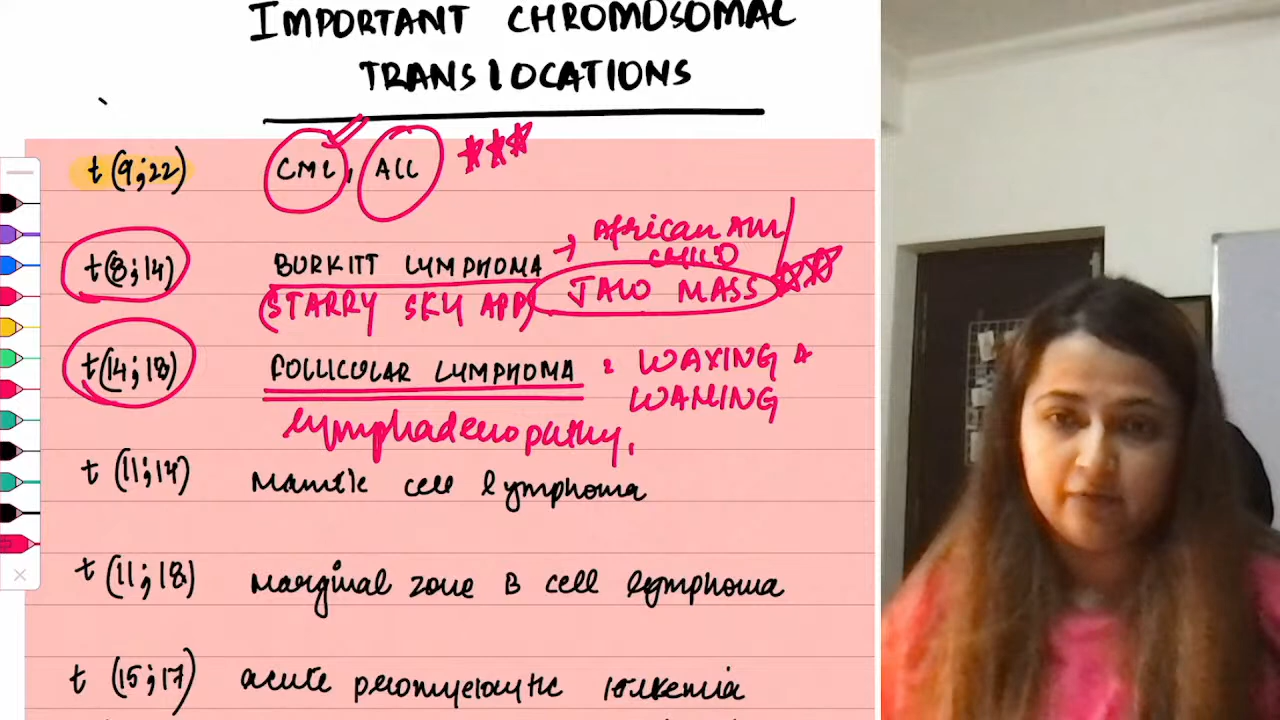 IMPORTANT CHROMOSOMAL
TRANSLOCATIONS
t(9;22) CML, ALL
t(8;14) BURKITT LYMPHOMA → African Am/
CHILD
(STARRY SKY APP) JAW MASS
t(14;18) FOLLICULAR LYMPHOMA : WAXING &
WANING
lymphadenopathy,
t (11;14) Mantle cell lymphoma
t (11;18) Marginal zone B cell lymphoma
t (15;17) acute promyelocytic leukemia